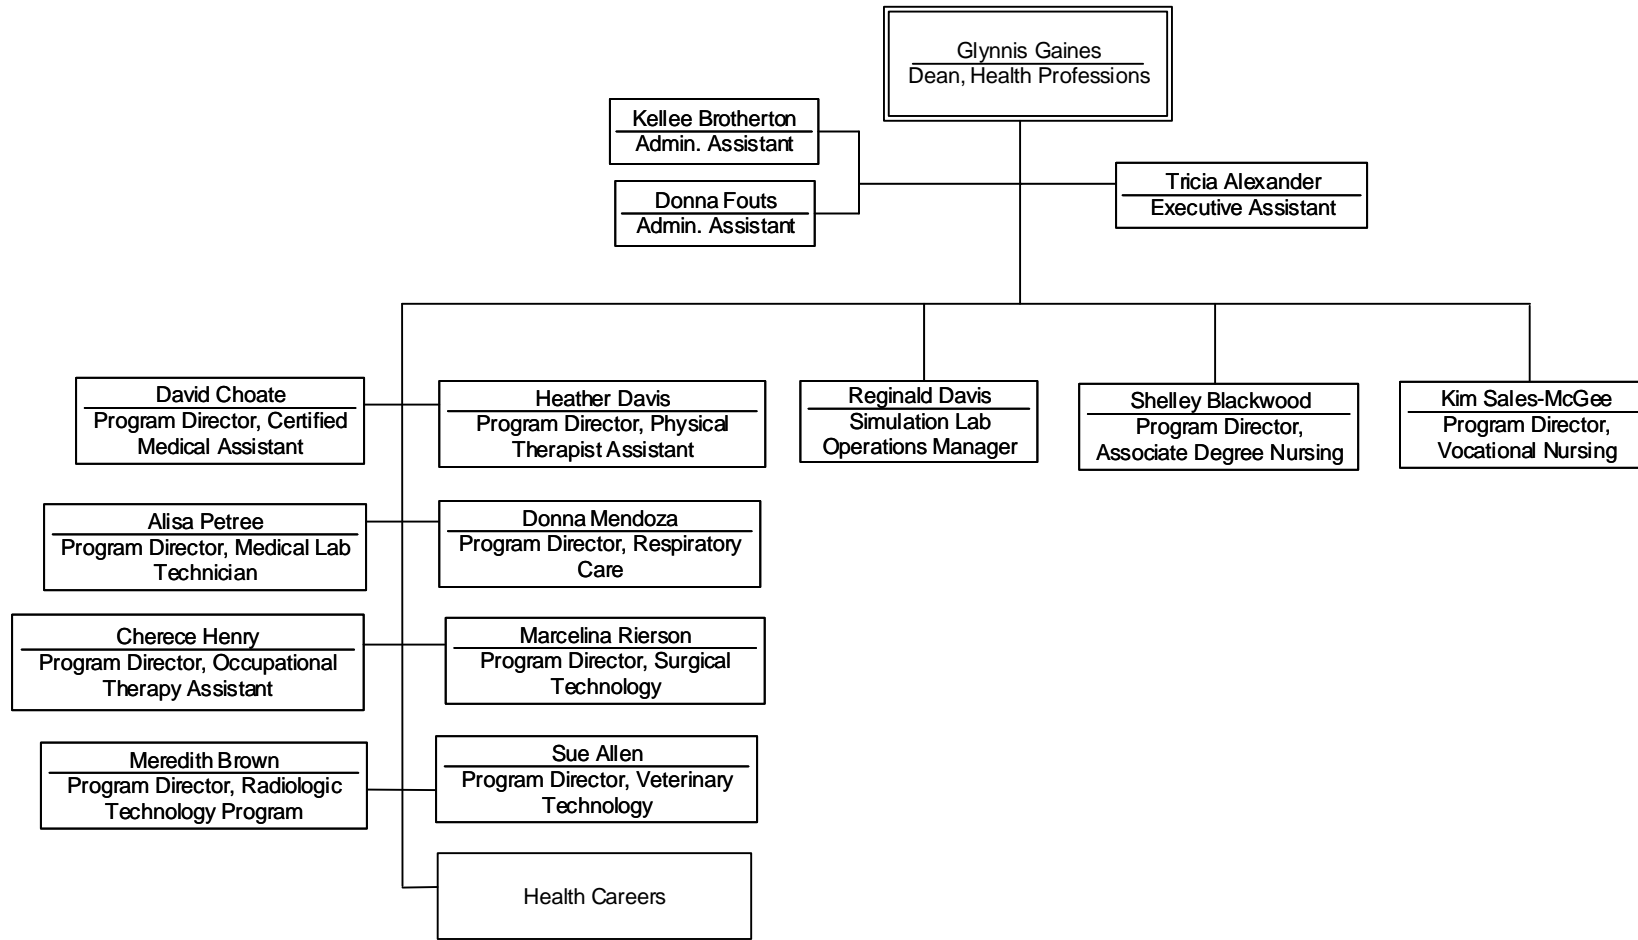 Glynnis Gaines
Dean, Health Professions
Kellee Brotherton
Admin. Assistant
Donna Fouts
Admin. Assistant
Tricia Alexander
Executive Assistant
David Choate
Program Director, Certified
Medical Assistant
Heather Davis
Program Director, Physical
Therapist Assistant
Reginald Davis
Simulation Lab
Operations Manager
Shelley Blackwood
Program Director,
Associate Degree Nursing
Kim Sales-McGee
Program Director,
Vocational Nursing
Alisa Petree
Program Director, Medical Lab
Technician
Donna Mendoza
Program Director, Respiratory
Care
Cherece Henry
Program Director, Occupational
Therapy Assistant
Marcelina Rierson
Program Director, Surgical
Technology
Meredith Brown
Program Director, Radiologic
Technology Program
Sue Allen
Program Director, Veterinary
Technology
Health Careers